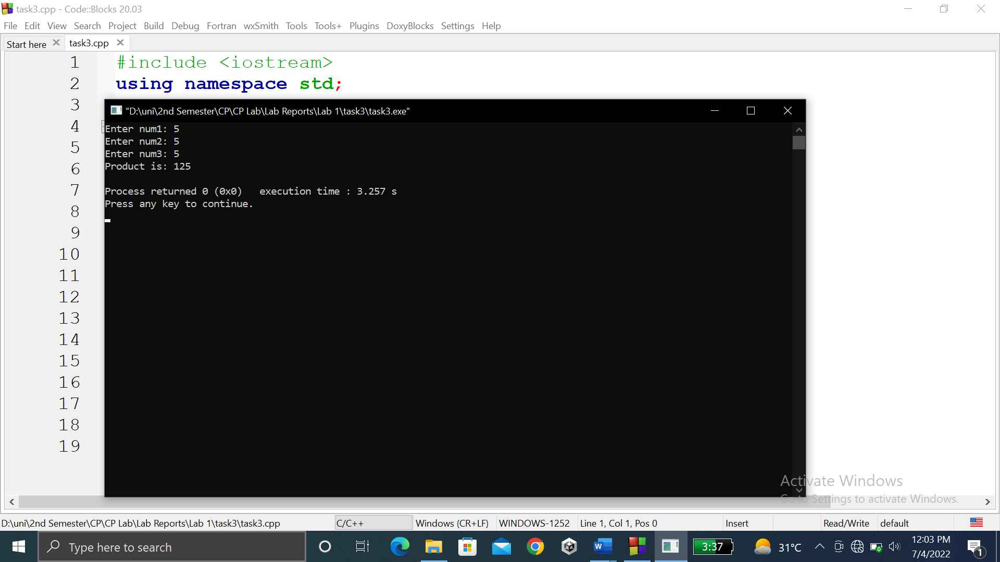 task3.cpp - Code::Blocks 20.03
File Edit View Search Project Build Debug Fortran wxSmith Tools Tools+ Plugins DoxyBlocks Settings Help
Start here task3.cpp
1 #include <iostream>
2 using namespace std;
3
4
5
6
7
8
9
10
11
12
13
14
15
16
17
18
19
"D:\uni\2nd Semester\CP\CP Lab\Lab Reports\Lab 1\task3\task3.exe"
Enter num1: 5
Enter num2: 5
Enter num3: 5
Product is: 125
Process returned 0 (0x0) execution time : 3.257 s
Press any key to continue.
Activate Windows
Go to Settings to activate Windows.
D:\uni\2nd Semester\CP\CP Lab\Lab Reports\Lab 1\task3\task3.cpp C/C++ Windows (CR+LF) WINDOWS-1252 Line 1, Col 1, Pos 0 Insert Read/Write default
Type here to search
W
3:37
31°C
12:03 PM
7/4/2022
1